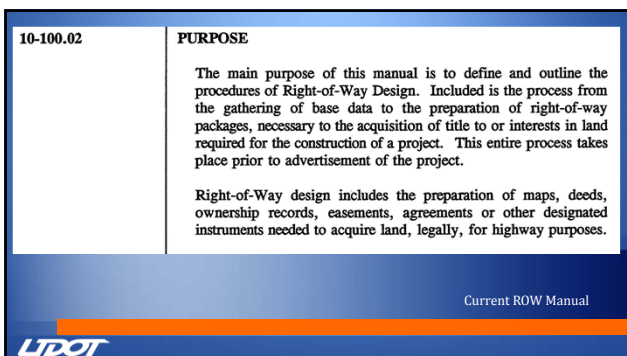 10-100.02 PURPOSE
The main purpose of this manual is to define and outline the
procedures of Right-of-Way Design. Included is the process from
the gathering of base data to the preparation of right-of-way
packages, necessary to the acquisition of title to or interests in land
required for the construction of a project. This entire process takes
place prior to advertisement of the project.
Right-of-Way design includes the preparation of maps, deeds,
ownership records, easements, agreements or other designated
instruments needed to acquire land, legally, for highway purposes.
Current ROW Manual
UDOT